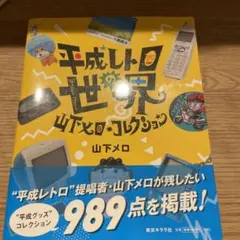 平成レトロ
の
世界
山下メロ・コレクション
山下メロ
"平成レトロ"提唱者・山下メロが残したい
"平成グッズ"
コレクション
989点を掲載!
東京キララ社